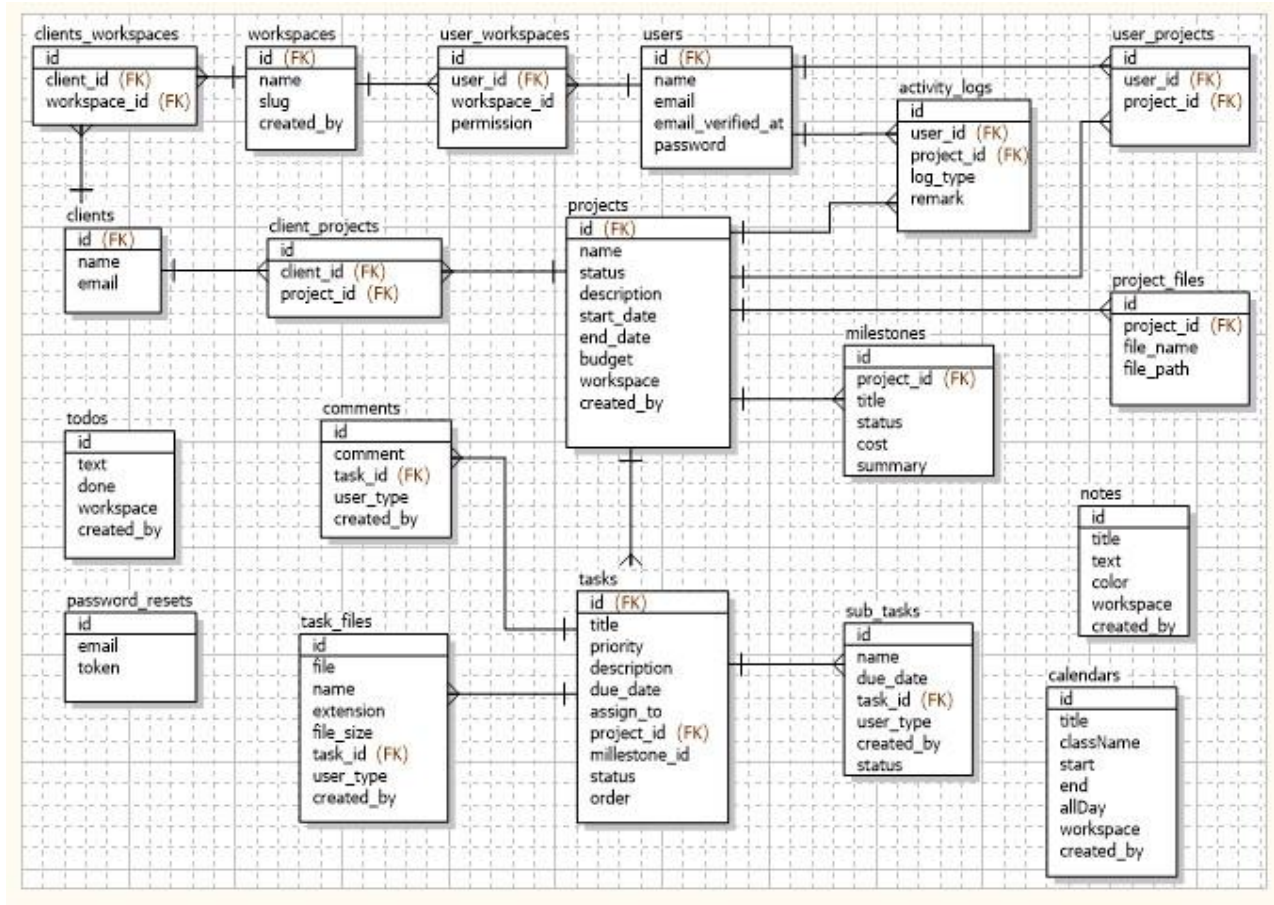 clients_workspaces
id
client_id (FK)
workspace_id (FK)
workspaces
id (FK)
name
slug
created_by
user_workspaces
id
user_id (FK)
workspace_id
permission
users
id (FK)
name
email
email_verified_at
password
user_projects
id
user_id (FK)
project_id (FK)
activity_logs
id
user_id (FK)
project_id (FK)
log_type
remark
clients
id (FK)
name
email
client_projects
id
client_id (FK)
project_id (FK)
projects
id (FK)
name
status
description
start_date
end_date
budget
workspace
created_by
project_files
id
project_id (FK)
file_name
file_path
milestones
id
project_id (FK)
title
status
cost
summary
todos
id
text
done
workspace
created_by
comments
id
comment
task_id (FK)
user_type
created_by
notes
id
title
text
color
workspace
created_by
password_resets
id
email
token
task_files
id
file
name
extension
file_size
task_id (FK)
user_type
created_by
tasks
id (FK)
title
priority
description
due_date
assign_to
project_id (FK)
millestone_id
status
order
sub_tasks
id
name
due_date
task_id (FK)
user_type
created_by
status
calendars
id
title
className
start
end
allDay
workspace
created_by